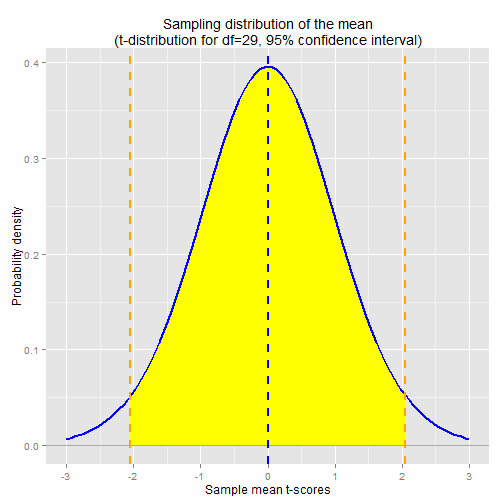 Sampling distribution of the mean
(t-distribution for df=29, 95% confidence interval)
Probability density
0.4
0.3
0.2
0.1
0.0
-3 -2 -1 0 1 2 3
Sample mean t-scores